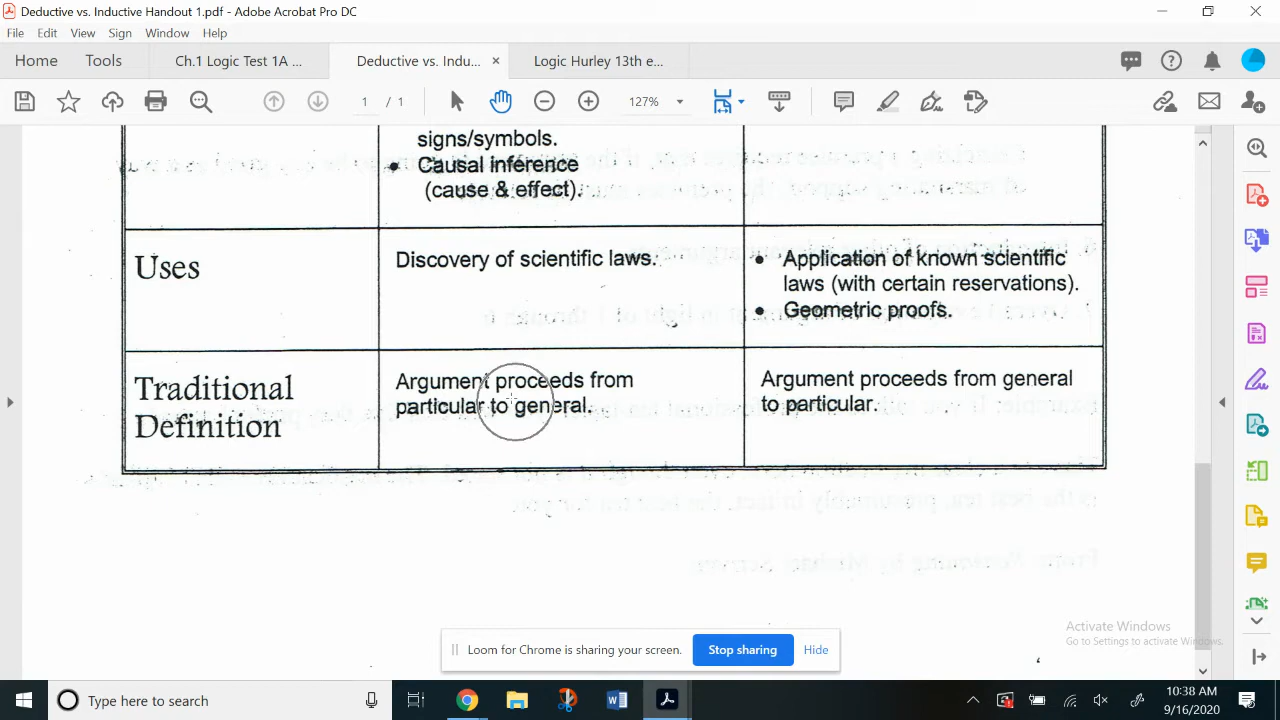 Deductive vs. Inductive Handout 1.pdf - Adobe Acrobat Pro DC
File Edit View Sign Window Help
Home Tools Ch.1 Logic Test 1A ... Deductive vs. Indu... × Logic Hurley 13th e...
1 / 1 127%
signs/symbols.
• Causal Inference
(cause & effect).
Uses
Discovery of scientific laws.
• Application of known scientific
laws (with certain reservations).
• Geometric proofs.
Traditional
Definition
Argument proceeds from
particular to general.
Argument proceeds from general
to particular.
Activate Windows
Go to Settings to activate Windows.
Loom for Chrome is sharing your screen. Stop sharing Hide
Type here to search
10:38 AM
9/16/2020